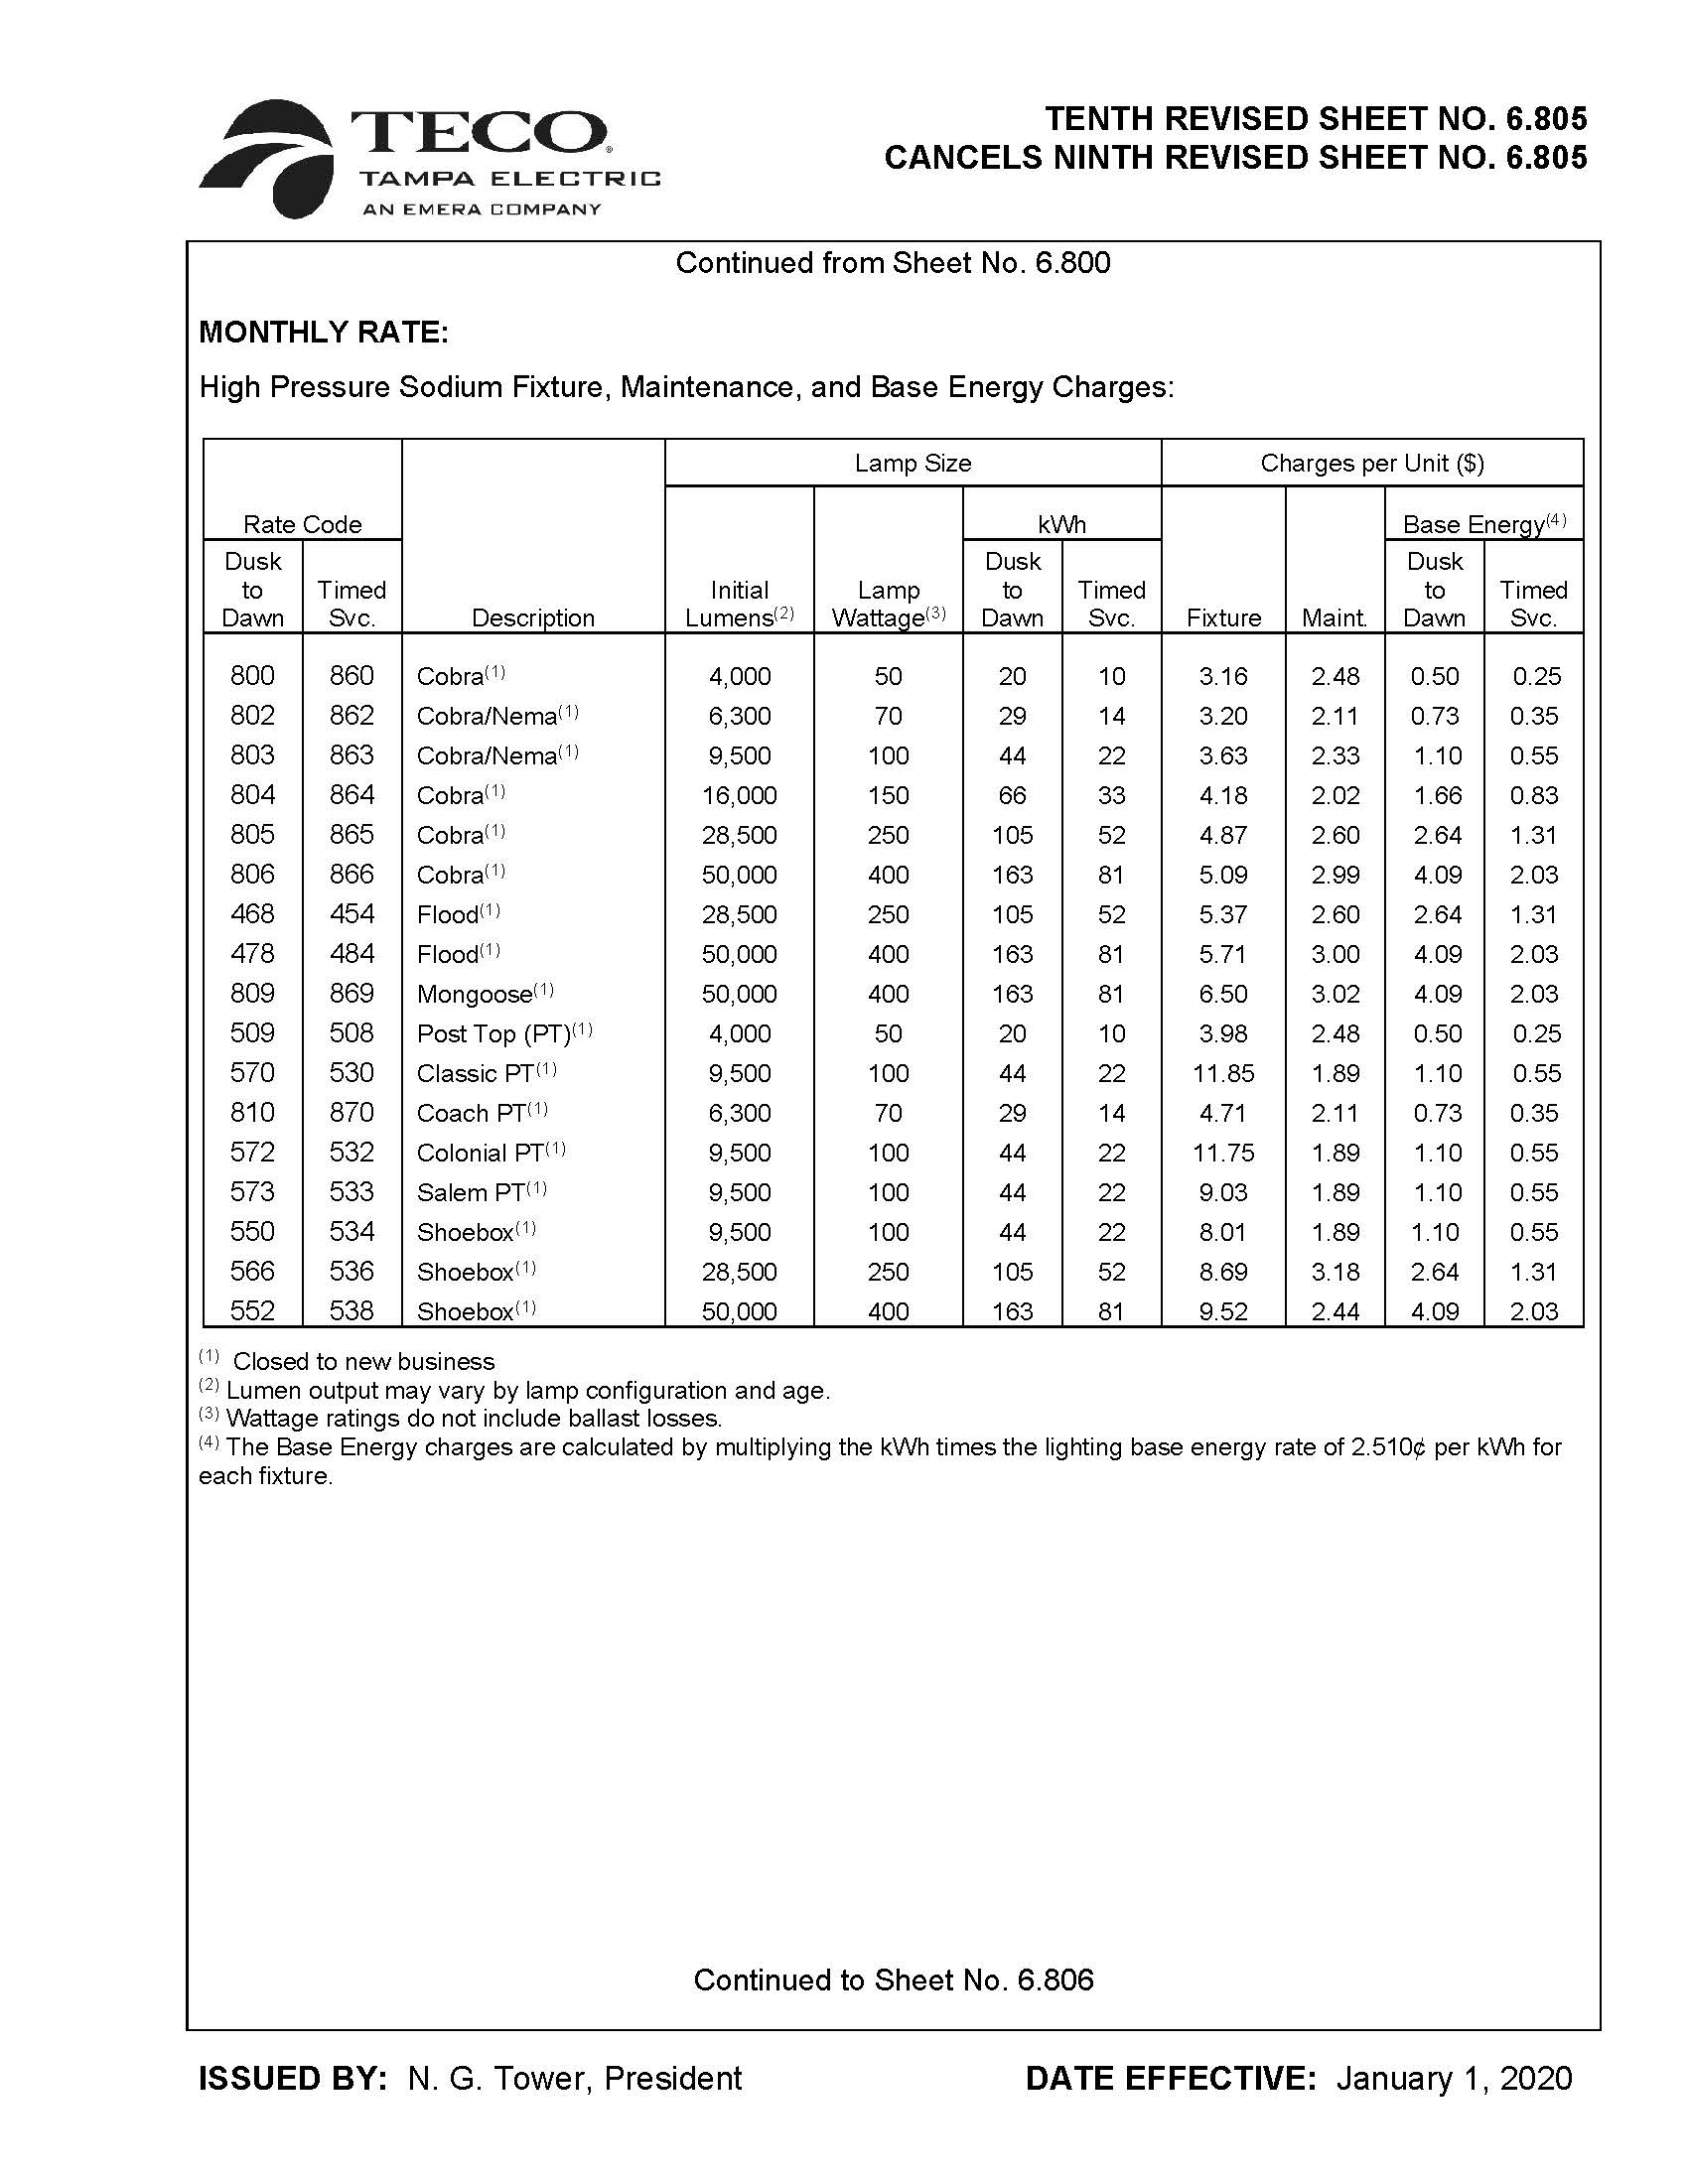 TECO®
TAMPA ELECTRIC
AN EMERA COMPANY
TENTH REVISED SHEET NO. 6.805
CANCELS NINTH REVISED SHEET NO. 6.805
Continued from Sheet No. 6.800
MONTHLY RATE:
High Pressure Sodium Fixture, Maintenance, and Base Energy Charges:
Lamp Size Charges per Unit ($)
Rate Code kWh Base Energy(4)
Dusk to Dawn Timed Svc. Description Initial Lumens(2) Lamp Wattage(3) Dusk to Dawn Timed Svc. Fixture Maint. Dusk to Dawn Timed Svc.
800 860 Cobra(1) 4,000 50 20 10 3.16 2.48 0.50 0.25
802 862 Cobra/Nema(1) 6,300 70 29 14 3.20 2.11 0.73 0.35
803 863 Cobra/Nema(1) 9,500 100 44 22 3.63 2.33 1.10 0.55
804 864 Cobra(1) 16,000 150 66 33 4.18 2.02 1.66 0.83
805 865 Cobra(1) 28,500 250 105 52 4.87 2.60 2.64 1.31
806 866 Cobra(1) 50,000 400 163 81 5.09 2.99 4.09 2.03
468 454 Flood(1) 28,500 250 105 52 5.37 2.60 2.64 1.31
478 484 Flood(1) 50,000 400 163 81 5.71 3.00 4.09 2.03
809 869 Mongoose(1) 50,000 400 163 81 6.50 3.02 4.09 2.03
509 508 Post Top (PT)(1) 4,000 50 20 10 3.98 2.48 0.50 0.25
570 530 Classic PT(1) 9,500 100 44 22 11.85 1.89 1.10 0.55
810 870 Coach PT(1) 6,300 70 29 14 4.71 2.11 0.73 0.35
572 532 Colonial PT(1) 9,500 100 44 22 11.75 1.89 1.10 0.55
573 533 Salem PT(1) 9,500 100 44 22 9.03 1.89 1.10 0.55
550 534 Shoebox(1) 9,500 100 44 22 8.01 1.89 1.10 0.55
566 536 Shoebox(1) 28,500 250 105 52 8.69 3.18 2.64 1.31
552 538 Shoebox(1) 50,000 400 163 81 9.52 2.44 4.09 2.03
(1) Closed to new business
(2) Lumen output may vary by lamp configuration and age.
(3) Wattage ratings do not include ballast losses.
(4) The Base Energy charges are calculated by multiplying the kWh times the lighting base energy rate of 2.510¢ per kWh for
each fixture.
Continued to Sheet No. 6.806
ISSUED BY: N. G. Tower, President DATE EFFECTIVE: January 1, 2020